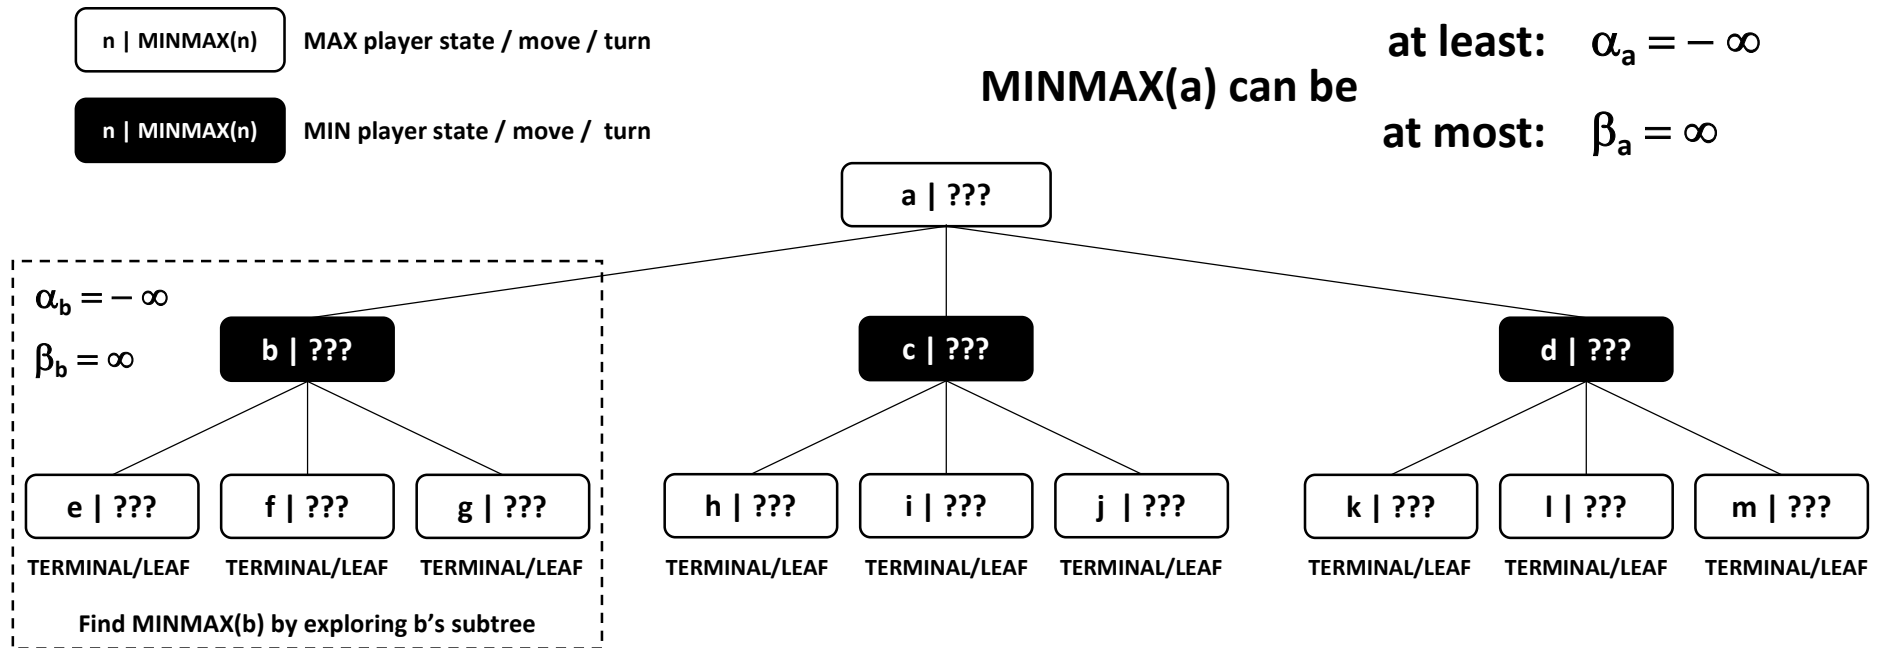 n | MINMAX(n) MAX player state / move / turn
n | MINMAX(n) MIN player state / move / turn
at least: αa = – ∞
MINMAX(a) can be
at most: βa = ∞
a | ???
αb = – ∞
βb = ∞
b | ??? c | ??? d | ???
e | ??? f | ??? g | ??? h | ??? i | ??? j | ??? k | ??? l | ??? m | ???
TERMINAL/LEAF TERMINAL/LEAF TERMINAL/LEAF TERMINAL/LEAF TERMINAL/LEAF TERMINAL/LEAF TERMINAL/LEAF TERMINAL/LEAF TERMINAL/LEAF
Find MINMAX(b) by exploring b’s subtree